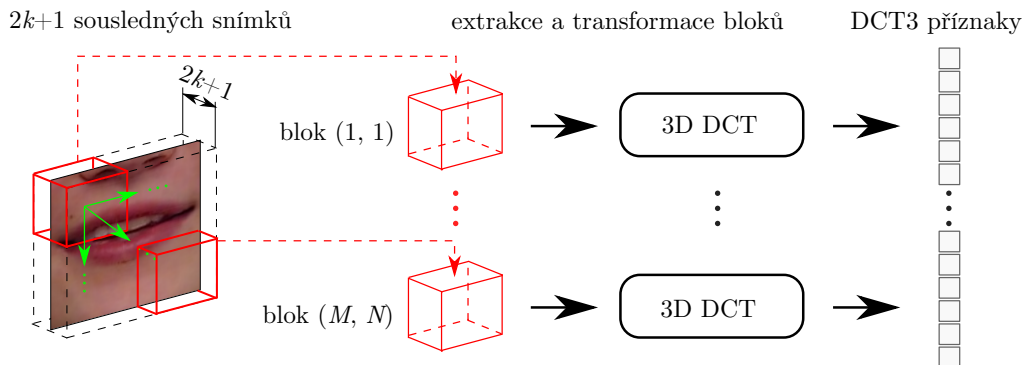 2k+1 sousledných snímků
extrakce a transformace bloků
DCT3 příznaky
2k+1
blok (1, 1)
3D DCT
blok (M, N)
3D DCT